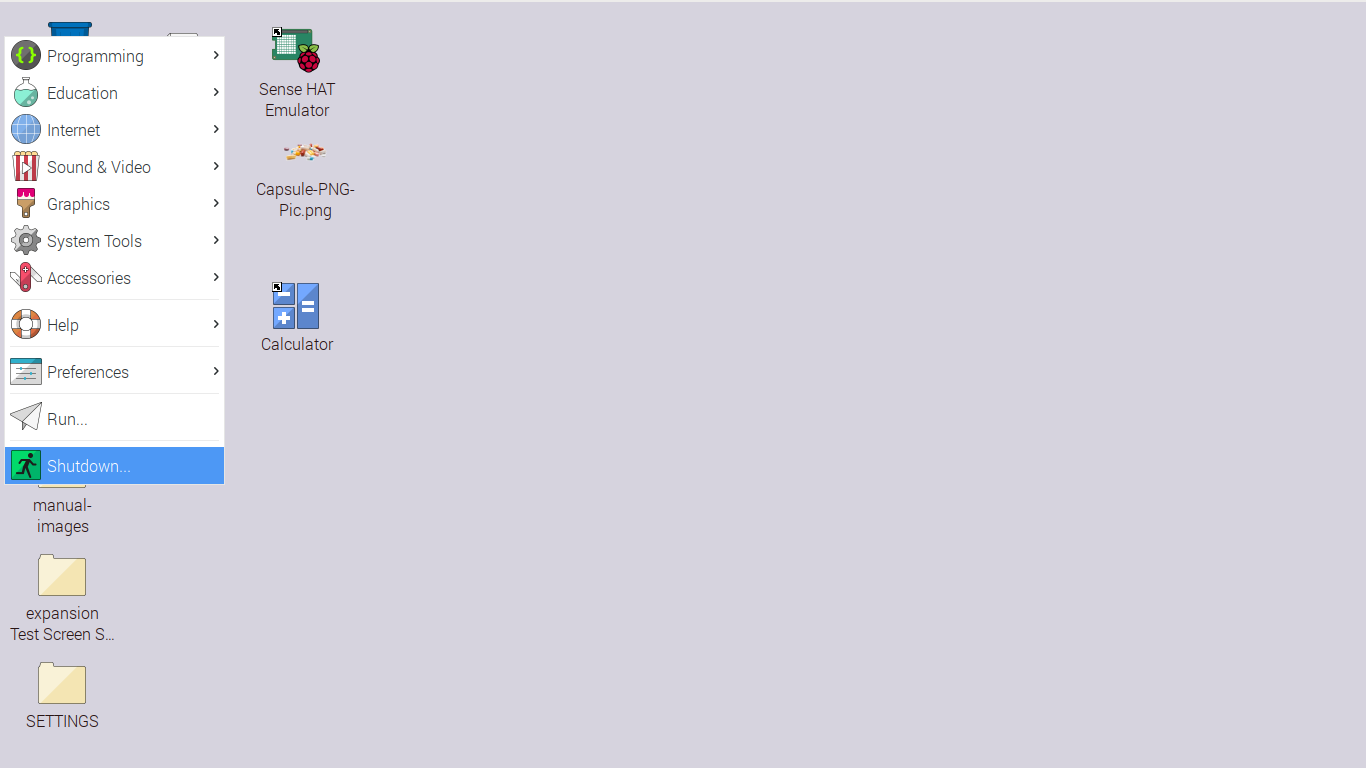 Programming
Education
Internet
Sound & Video
Graphics
System Tools
Accessories
Help
Preferences
Run...
Shutdown...
manual-
images
expansion
Test Screen S...
SETTINGS
Sense HAT
Emulator
Capsule-PNG-
Pic.png
Calculator